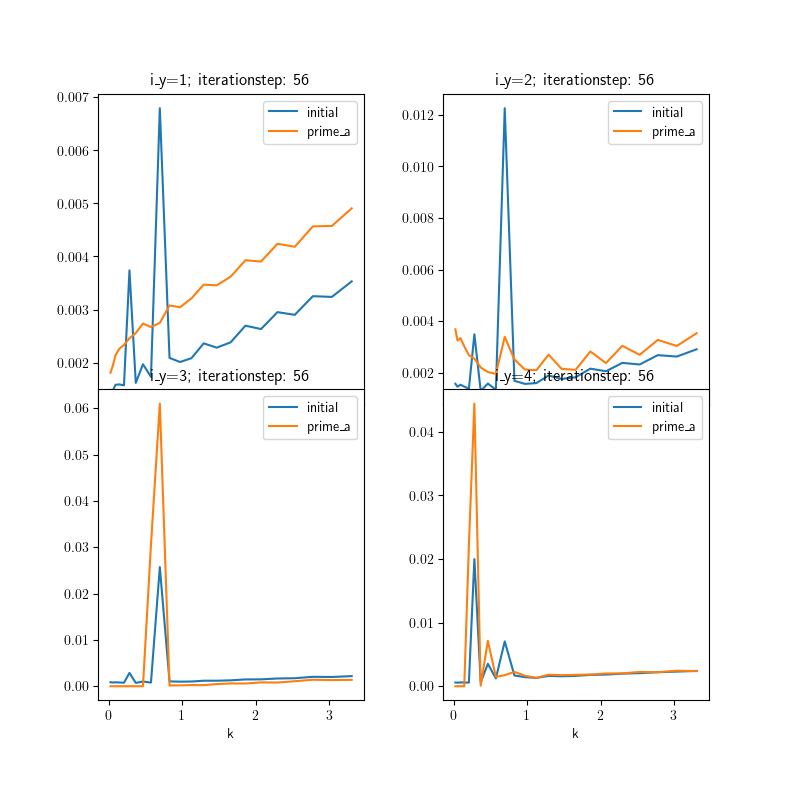 i_y=1; iterationstep: 56
i_y=2; iterationstep: 56
0.007
0.006
0.005
0.004
0.003
0.002
initial
prime_a
0.012
0.010
0.008
0.006
0.004
0.002
initial
prime_a
i_y=3; iterationstep: 56
i_y=4; iterationstep: 56
0.06
0.05
0.04
0.03
0.02
0.01
0.00
initial
prime_a
0.04
0.03
0.02
0.01
0.00
initial
prime_a
0 1 2 3
k
0 1 2 3
k